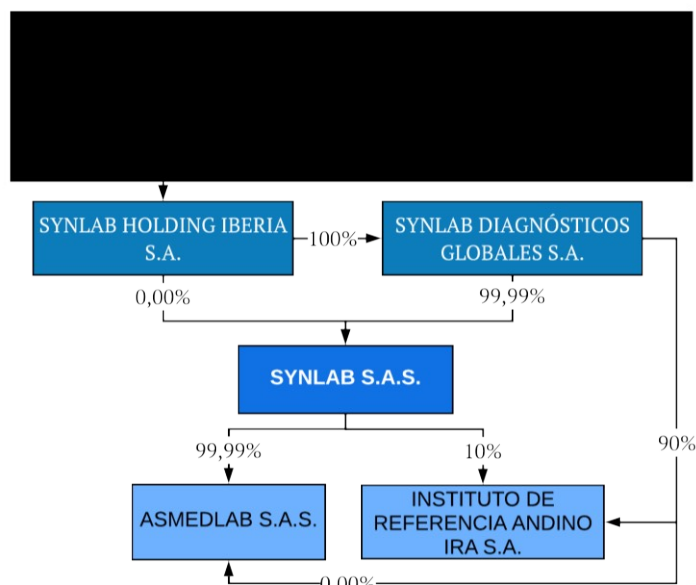 SYNLAB HOLDING IBERIA
S.A.
100%
SYNLAB DIAGNÓSTICOS
GLOBALES S.A.
0,00%
99,99%
SYNLAB S.A.S.
99,99%
10%
90%
ASMEDLAB S.A.S.
INSTITUTO DE
REFERENCIA ANDINO
IRA S.A.
0,00%